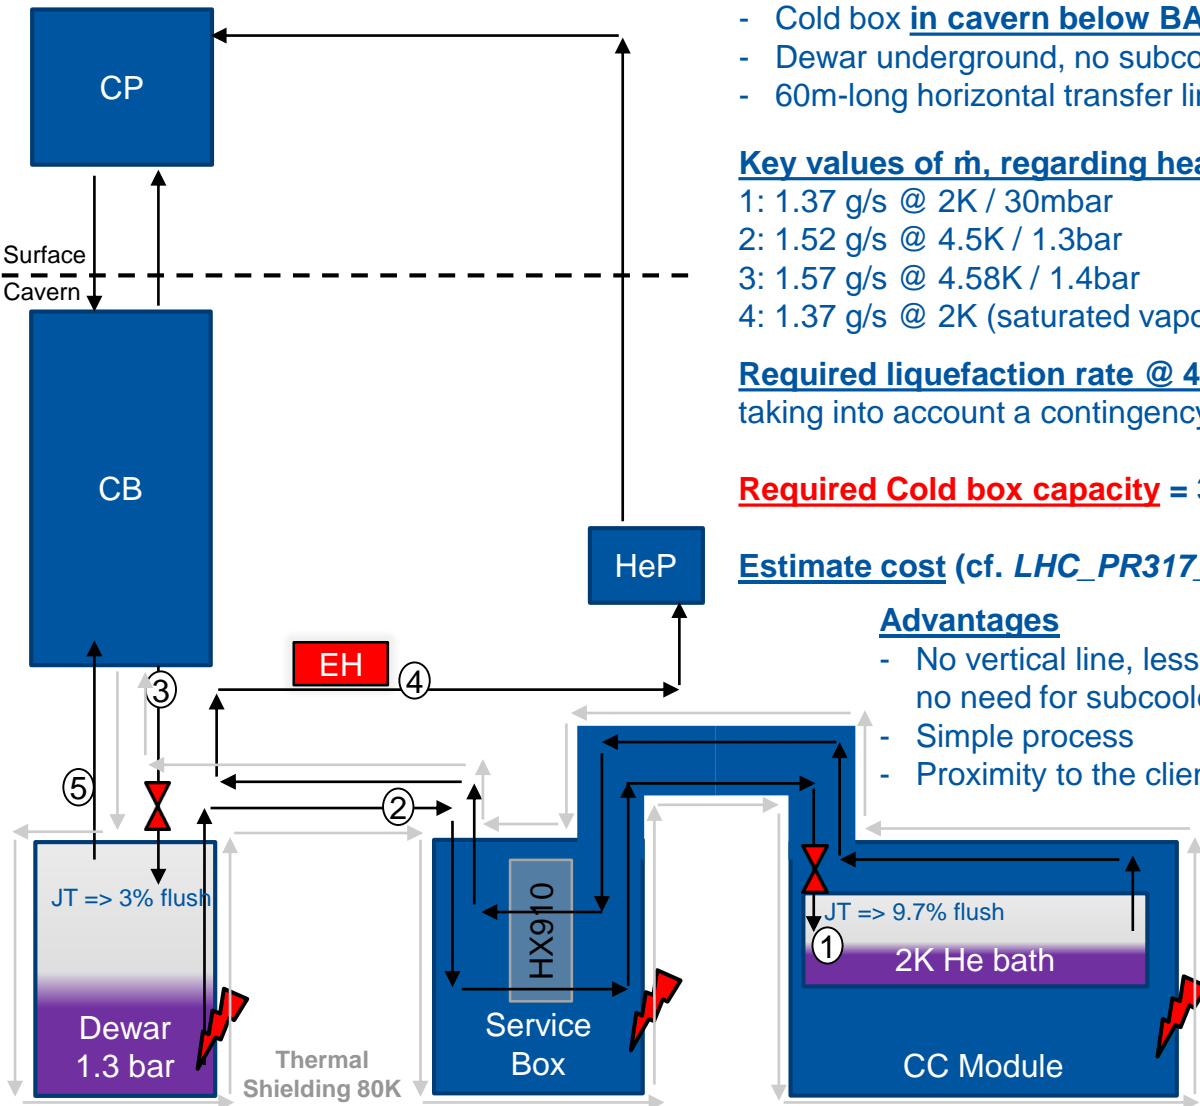 - Cold box in cavern below BA
- Dewar underground, no subco
- 60m-long horizontal transfer li
Key values of ṁ, regarding hea
1: 1.37 g/s @ 2K / 30mbar
2: 1.52 g/s @ 4.5K / 1.3bar
3: 1.57 g/s @ 4.58K / 1.4bar
4: 1.37 g/s @ 2K (saturated vapo
Required liquefaction rate @ 4
taking into account a contingency
Required Cold box capacity = 3
Estimate cost (cf. LHC_PR317_
Advantages
- No vertical line, less
no need for subcoole
- Simple process
- Proximity to the clien
CP
Surface
Cavern
CB
HeP
EH
4
3
5
2
JT => 3% flush
Dewar
1.3 bar
Thermal
Shielding 80K
HX910
Service
Box
JT => 9.7% flush
1
2K He bath
CC Module